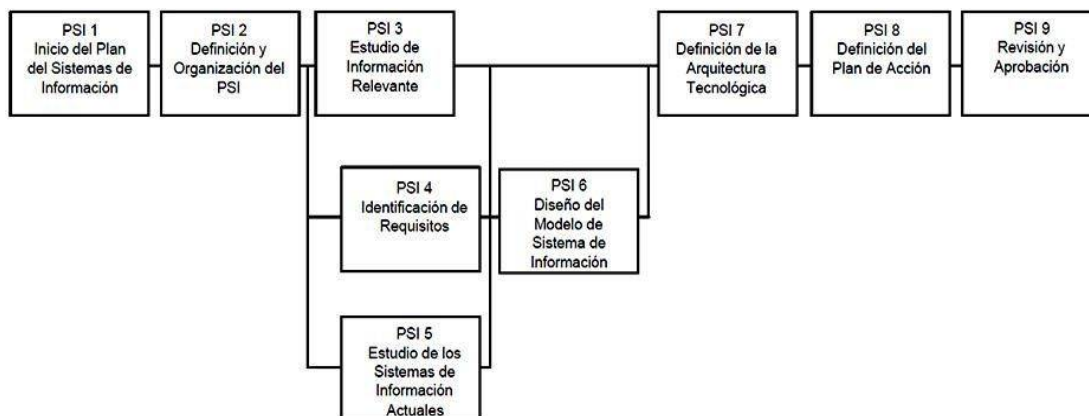 PSI 1
Inicio del Plan
del Sistemas de
Información
PSI 2
Definición y
Organización del
PSI
PSI 3
Estudio de
Información
Relevante
PSI 7
Definición de la
Arquitectura
Tecnológica
PSI 8
Definición del
Plan de Acción
PSI 9
Revisión y
Aprobación
PSI 4
Identificación de
Requisitos
PSI 6
Diseño del
Modelo de
Sistema de
Información
PSI 5
Estudio de los
Sistemas de
Información
Actuales